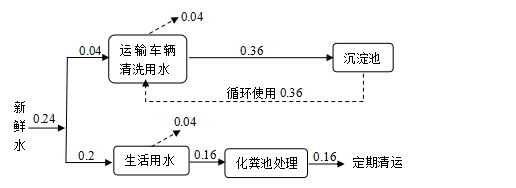 0.04
0.04
运输车辆
清洗用水
0.36
沉淀池
循环使用 0.36
新
鲜
水
0.24
0.04
0.2
生活用水
0.16
化粪池处理
0.16
定期清运